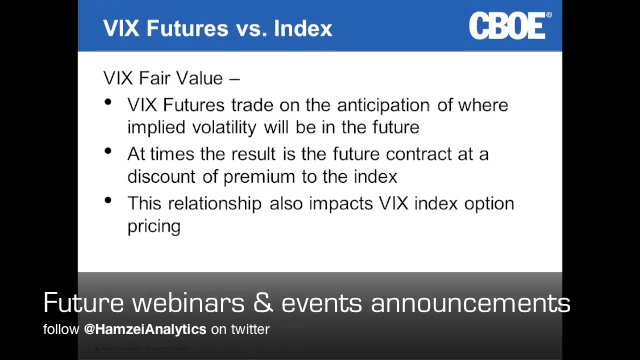 VIX Futures vs. Index
CBOE®
VIX Fair Value –
• VIX Futures trade on the anticipation of where
implied volatility will be in the future
• At times the result is the future contract at a
discount of premium to the index
• This relationship also impacts VIX index option
pricing
Future webinars & events announcements
follow @HamzeiAnalytics on twitter